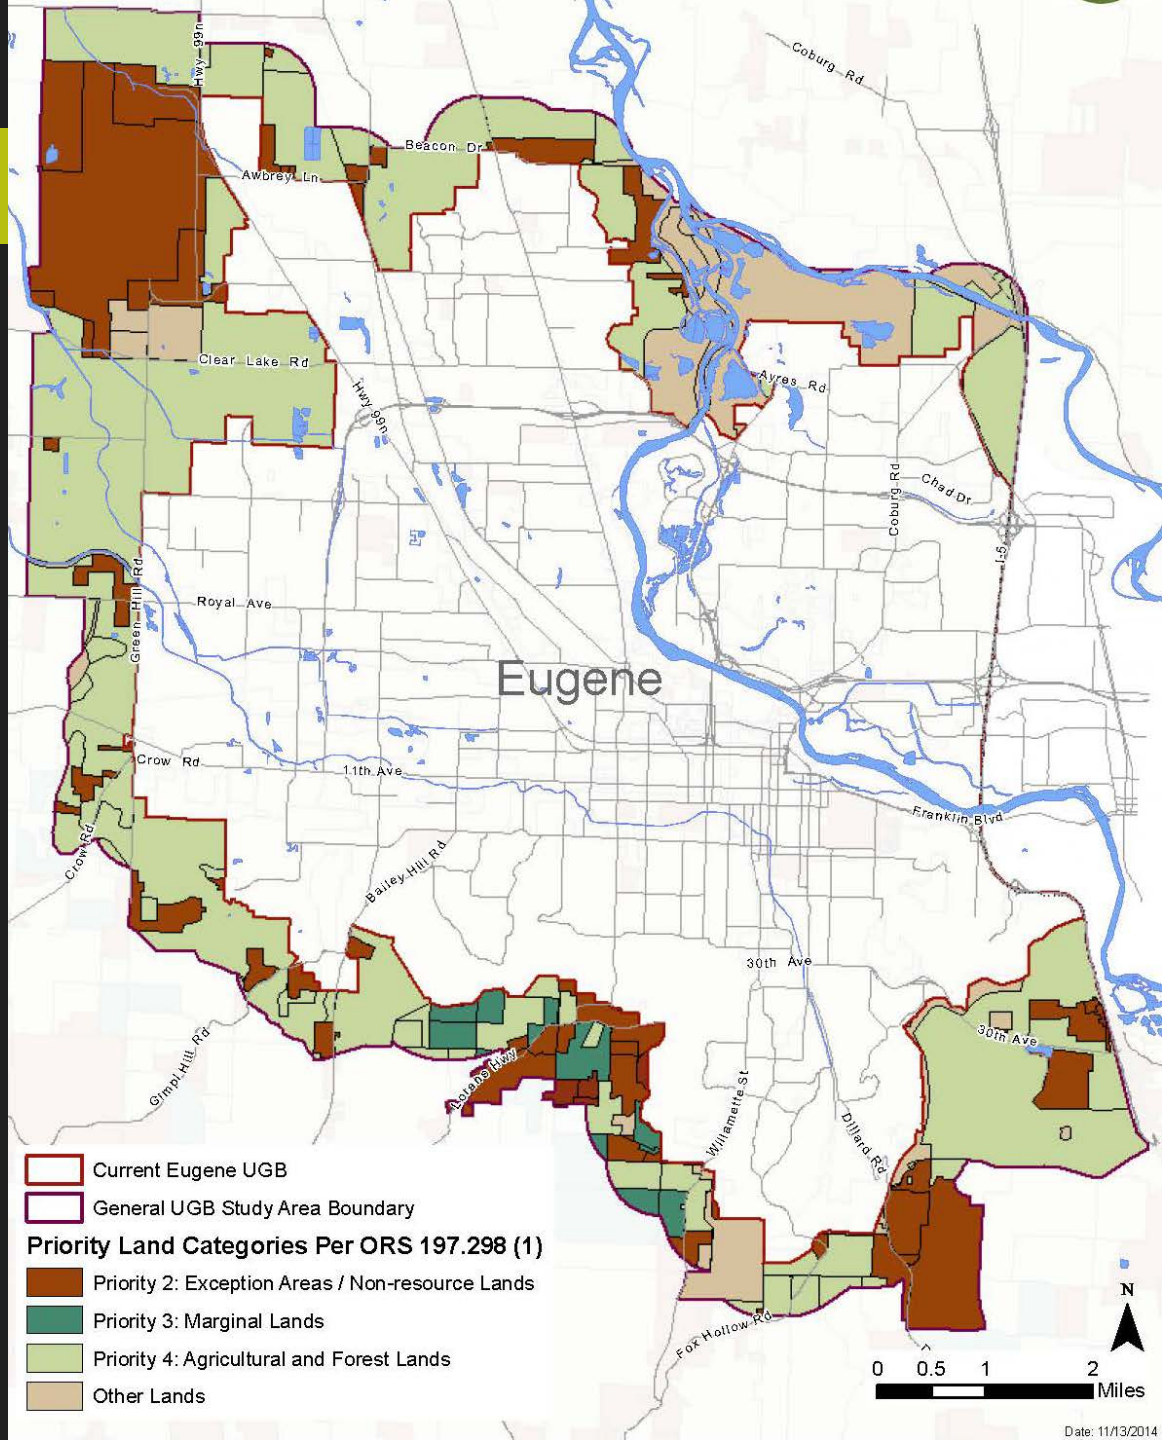 Hwy 99n
Coburg Rd
Beacon Dr
Awbrey Ln
Clear Lake Rd
Hwy 99n
Ayres Rd
Coburg Rd
Chad Dr
I-5
Green Hill Rd
Royal Ave
Eugene
Crow Rd
11th Ave
Franklin Blvd
Crow Rd
Bailey Hill Rd
30th Ave
30th Ave
Gimpl Hill Rd
Lorane Hwy
Willamette St
Dillard Rd
Fox Hollow Rd
D
Current Eugene UGB
General UGB Study Area Boundary
Priority Land Categories Per ORS 197.298 (1)
Priority 2: Exception Areas / Non-resource Lands
Priority 3: Marginal Lands
Priority 4: Agricultural and Forest Lands
Other Lands
N
0 0.5 1 2
Miles
Date: 11/13/2014